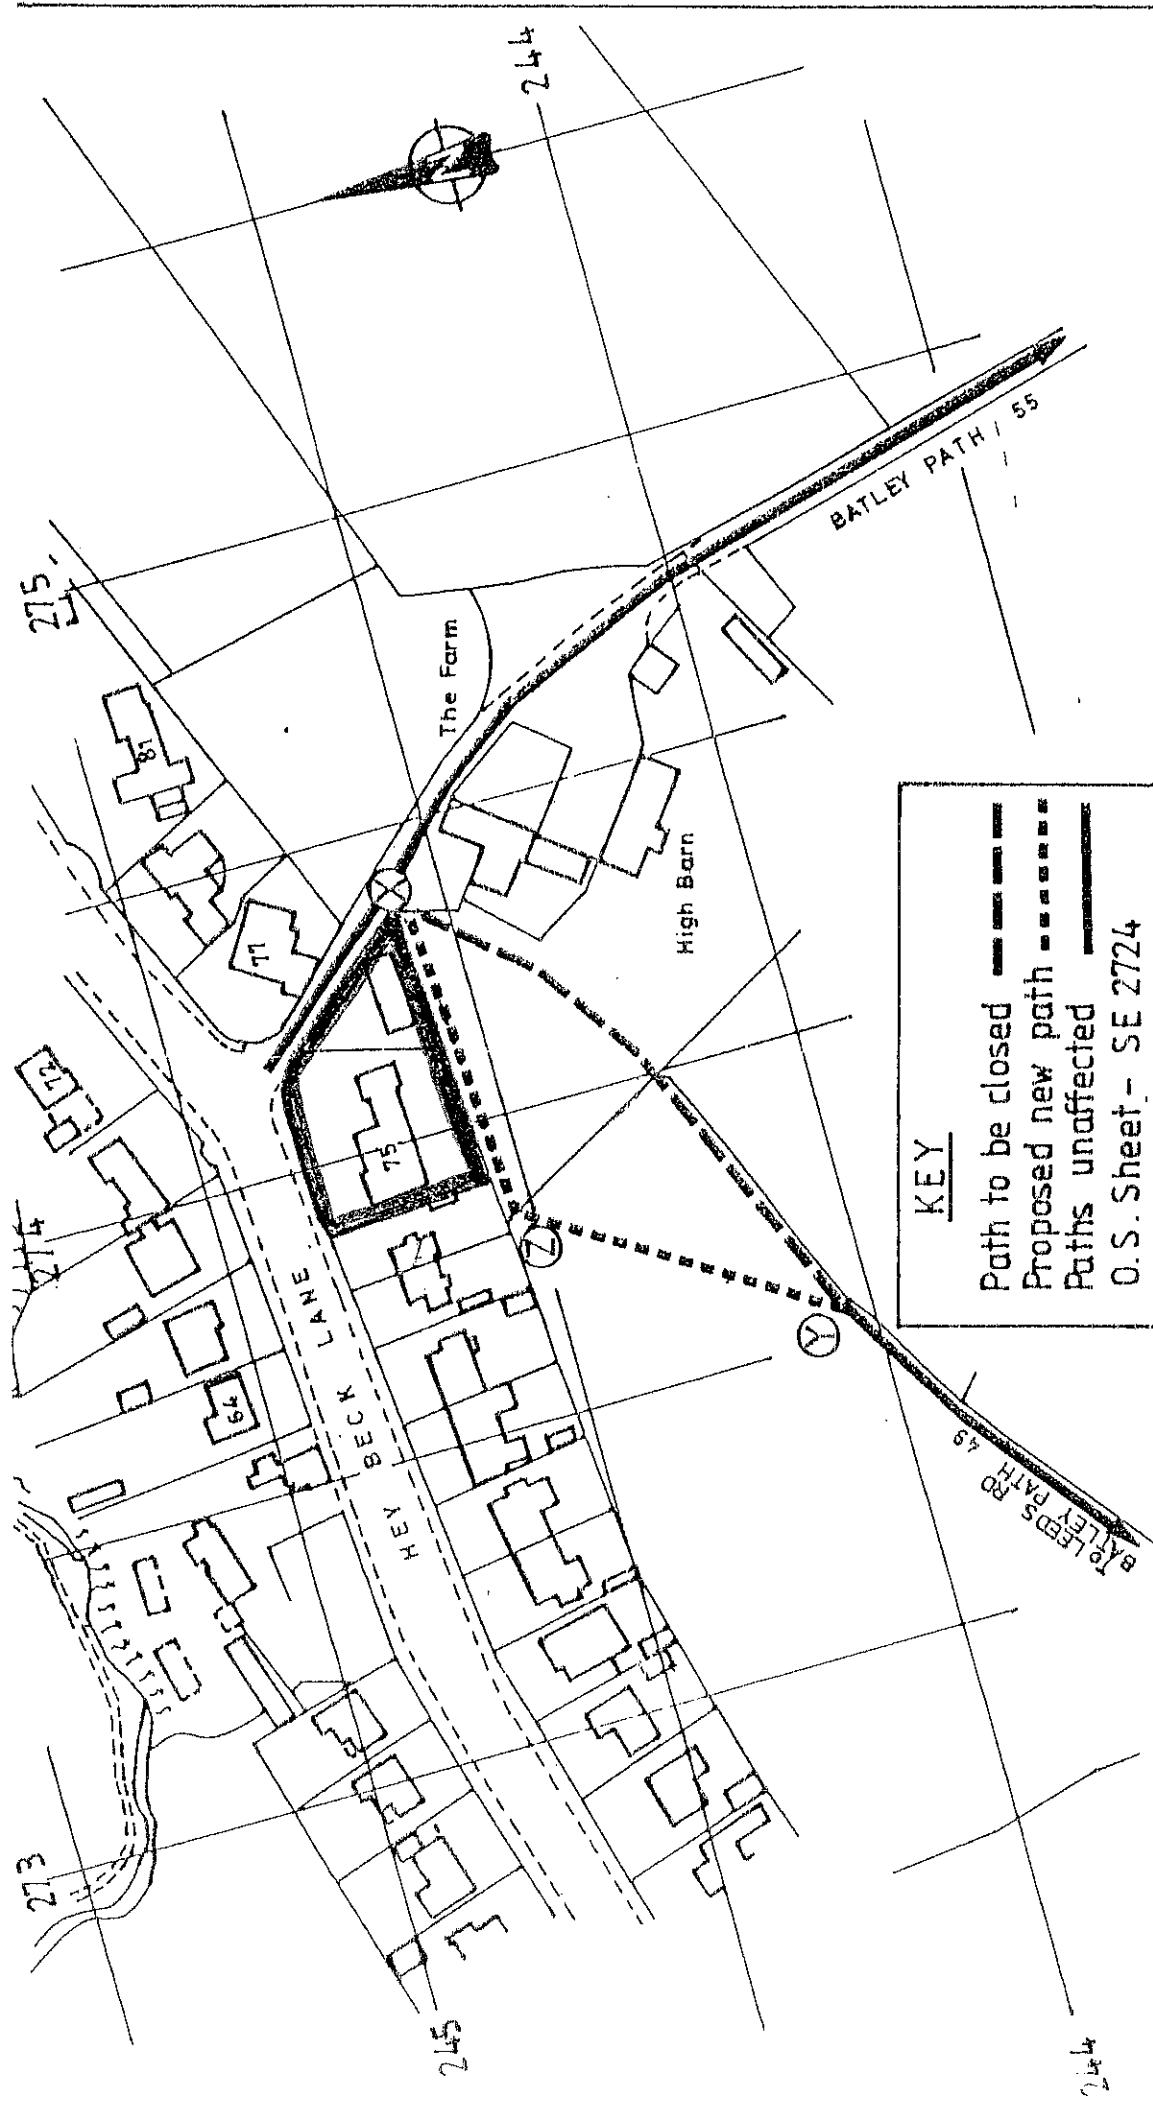 273
274
275
72
81
77
64
75
HEY BECK LANE
The Farm
High Barn
N
X
Z
Y
244
245
244
BATLEY PATH 55
To LEEDS RD
BATLEY PATH 49
KEY
Path to be closed
Proposed new path
Paths unaffected
O.S. Sheet - SE 2724